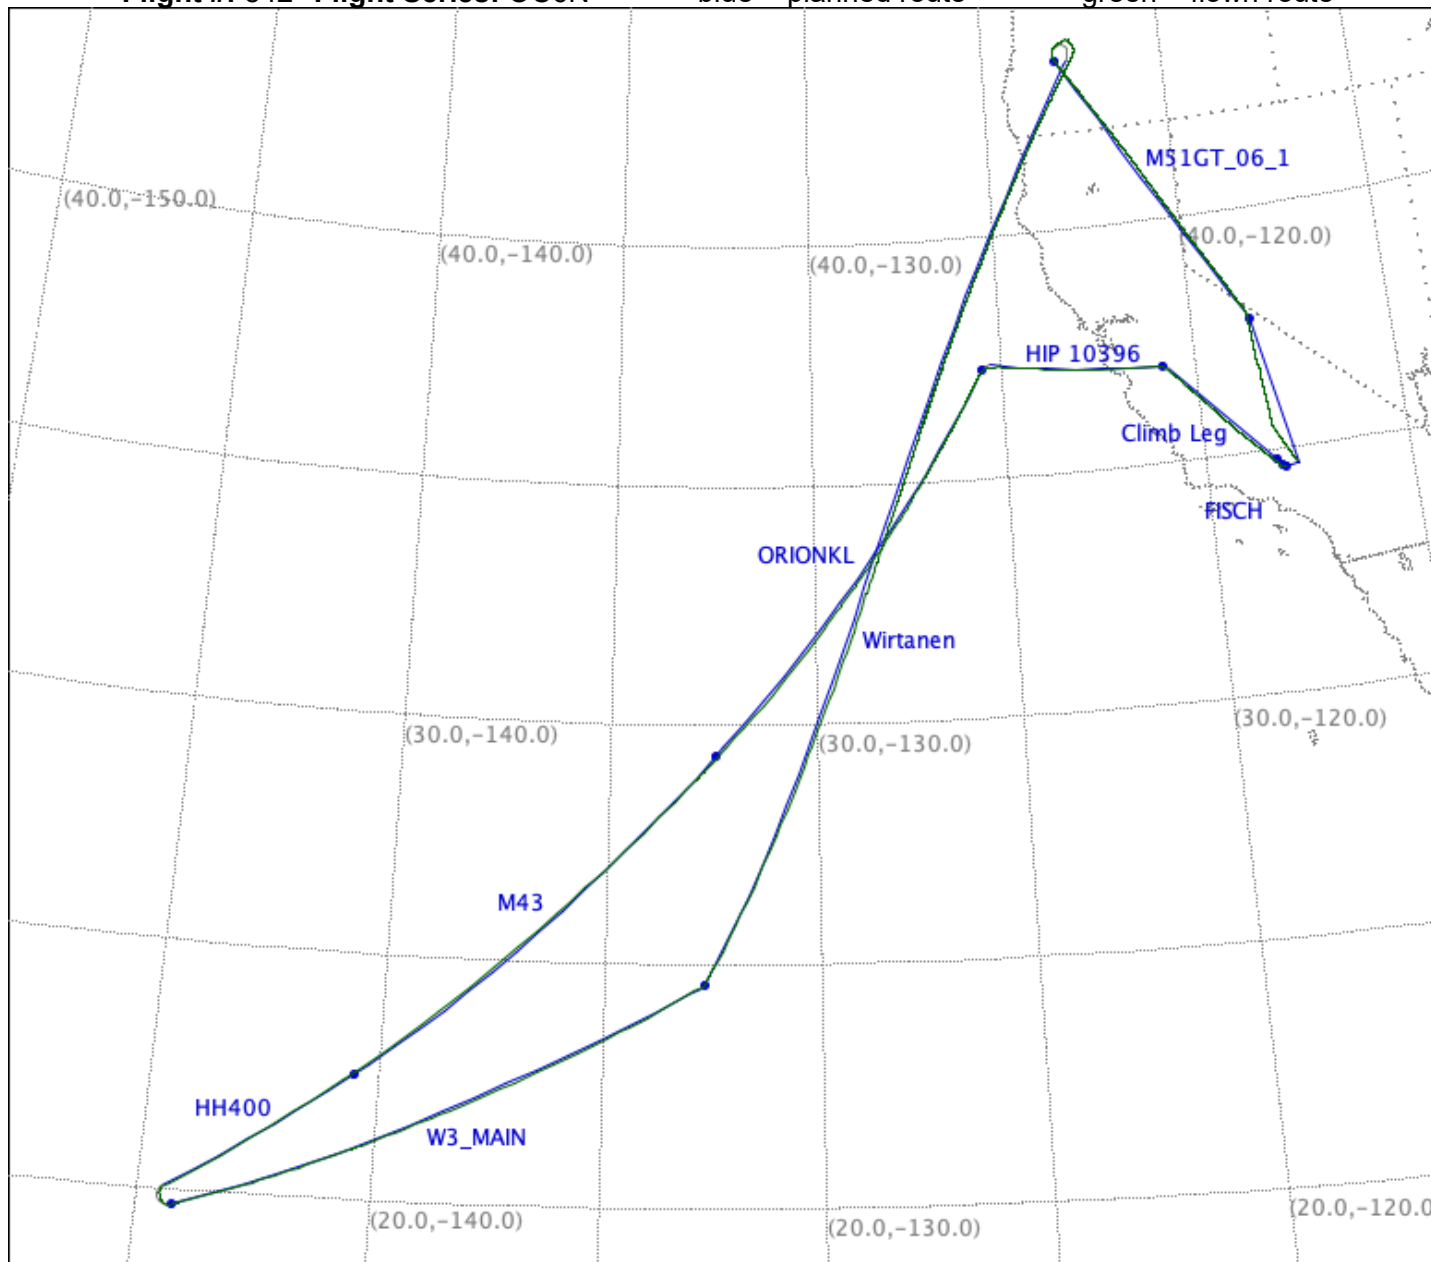 M51GT_06_1
(40.0,-150.0)
(40.0,-120.0)
(40.0,-140.0)
(40.0,-130.0)
HIP 10396
Climb Leg
FISCH
ORIONKL
Wirtanen
(30.0,-120.0)
(30.0,-140.0)
(30.0,-130.0)
M43
HH400
W3_MAIN
(20.0,-120.0
(20.0,-140.0)
(20.0,-130.0)